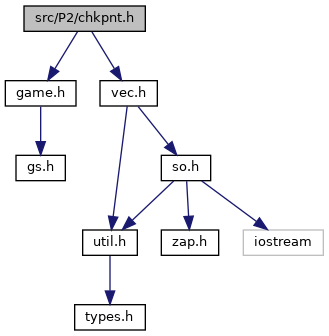 src/P2/chkpnt.h
game.h
vec.h
gs.h
so.h
util.h
zap.h
iostream
types.h